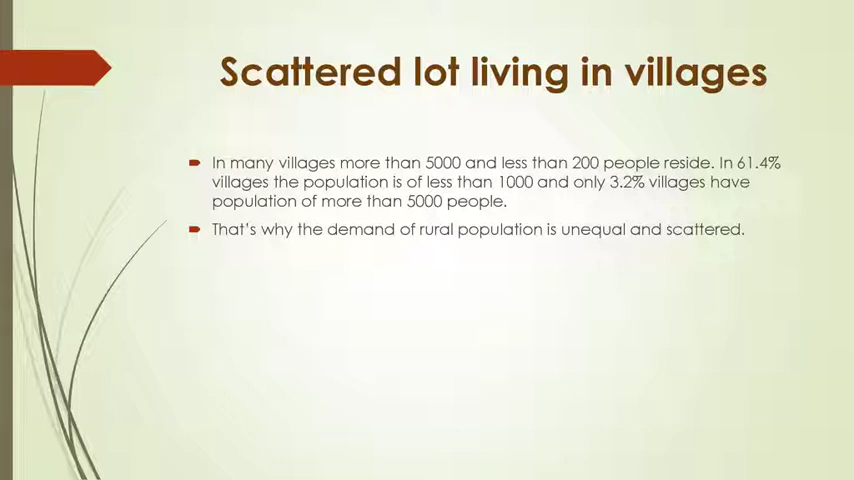 Scattered lot living in villages
In many villages more than 5000 and less than 200 people reside. In 61.4%
villages the population is of less than 1000 and only 3.2% villages have
population of more than 5000 people.
That's why the demand of rural population is unequal and scattered.